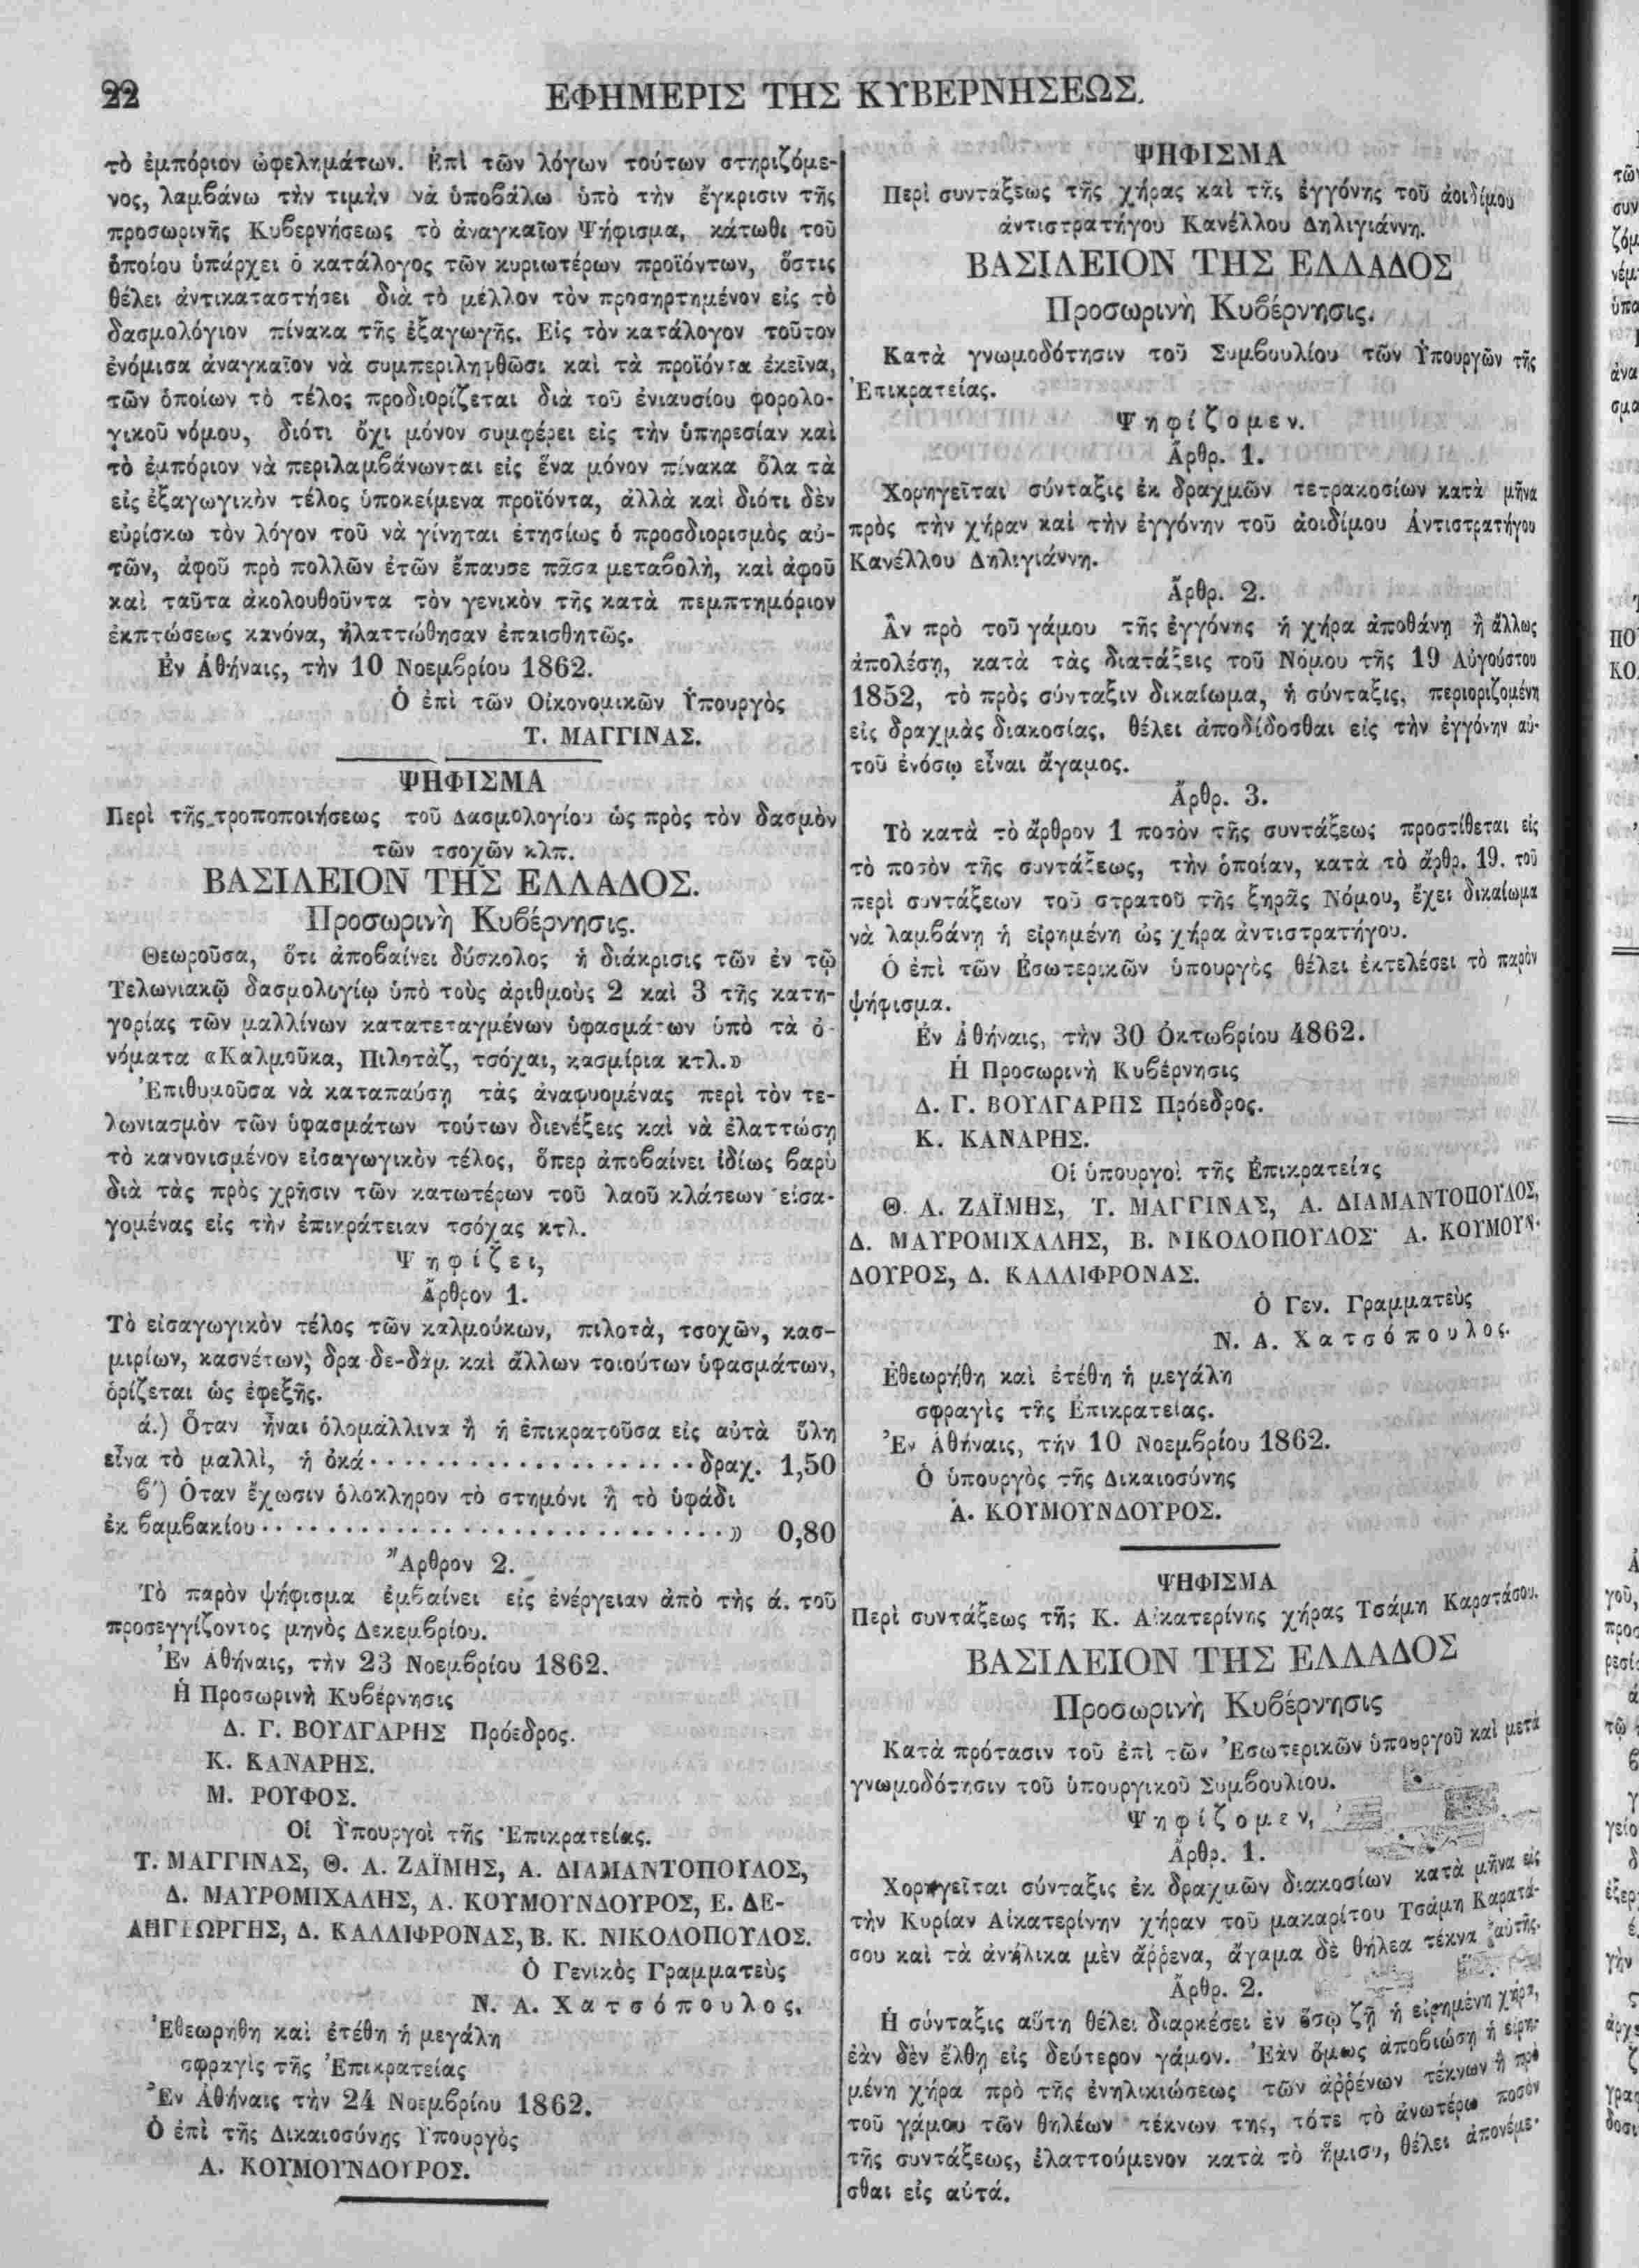 22
ΕΦΗΜΕΡΙΣ ΤΗΣ ΚΥΒΕΡΝΗΣΕΩΣ.
τὸ ἐμπόριον ὠφελημάτων. Ἐπὶ τῶν λόγων τούτων στηριζόμε-
νος, λαμβάνω τὴν τιμὴν νὰ ὑποβάλω ὑπὸ τὴν ἔγκρισιν τῆς
προσωρινῆς Κυβερνήσεως τὸ ἀναγκαῖον Ψήφισμα, κάτωθι τοῦ
ὁποίου ὑπάρχει ὁ κατάλογος τῶν κυριωτέρων προϊόντων, ὅστις
θέλει ἀντικαταστήσει διὰ τὸ μέλλον τὸν προσηρτημένον εἰς τὸ
δασμολόγιον πίνακα τῆς ἐξαγωγῆς. Εἰς τὸν κατάλογον τοῦτον
ἐνόμισα ἀναγκαῖον νὰ συμπεριληφθῶσι καὶ τὰ προϊόντα ἐκεῖνα,
τῶν ὁποίων τὸ τέλος προδιορίζεται διὰ τοῦ ἐνιαυσίου φορολο-
γικοῦ νόμου, διότι ὄχι μόνον συμφέρει εἰς τὴν ὑπηρεσίαν καὶ
τὸ ἐμπόριον νὰ περιλαμβάνωνται εἰς ἕνα μόνον πίνακα ὅλα τὰ
εἰς ἐξαγωγικὸν τέλος ὑποκείμενα προϊόντα, ἀλλὰ καὶ διότι δὲν
εὑρίσκω τὸν λόγον τοῦ νὰ γίνηται ἐτησίως ὁ προσδιορισμὸς αὐ-
τῶν, ἀφοῦ πρὸ πολλῶν ἐτῶν ἔπαυσε πᾶσα μεταβολὴ, καὶ ἀφοῦ
καὶ ταῦτα ἀκολουθοῦντα τὸν γενικὸν τῆς κατὰ πεμπτημόριον
ἐκπτώσεως κανόνα, ἠλαττώθησαν ἐπαισθητῶς.
Ἐν Ἀθήναις, τὴν 10 Νοεμβρίου 1862.
Ὁ ἐπὶ τῶν Οἰκονομικῶν Ὑπουργὸς
Τ. ΜΑΓΓΙΝΑΣ.
ΨΗΦΙΣΜΑ
Περὶ τῆς τροποποιήσεως τοῦ Δασμολογίου ὡς πρὸς τὸν δασμὸν
τῶν τσοχῶν κλπ.
ΒΑΣΙΛΕΙΟΝ ΤΗΣ ΕΛΛΑΔΟΣ.
Προσωρινὴ Κυβέρνησις.
Θεωροῦσα, ὅτι ἀποβαίνει δύσκολος ἡ διάκρισις τῶν ἐν τῷ
Τελωνιακῷ δασμολογίῳ ὑπὸ τοὺς ἀριθμοὺς 2 καὶ 3 τῆς κατη-
γορίας τῶν μαλλίνων κατατεταγμένων ὑφασμάτων ὑπὸ τὰ ὀ-
νόματα «Καλμοῦκα, Πιλοτὰζ, τσόχαι, κασμίρια κτλ.»
Ἐπιθυμοῦσα νὰ καταπαύσῃ τὰς ἀναφυομένας περὶ τὸν τε-
λωνιασμὸν τῶν ὑφασμάτων τούτων διενέξεις καὶ νὰ ἐλαττώσῃ
τὸ κανονισμένον εἰσαγωγικὸν τέλος, ὅπερ ἀποβαίνει ἰδίως βαρὺ
διὰ τὰς πρὸς χρῆσιν τῶν κατωτέρων τοῦ λαοῦ κλάσεων εἰσα-
γομένας εἰς τὴν ἐπικράτειαν τσόχας κτλ.
Ψηφίζει,
Ἄρθρον 1.
Τὸ εἰσαγωγικὸν τέλος τῶν καλμούκων, πιλοτὰ, τσοχῶν, κασ-
μιρίων, κασνέτων, δρα-δε-δὰμ καὶ ἄλλων τοιούτων ὑφασμάτων,
ὁρίζεται ὡς ἐφεξῆς.
ά.) Ὅταν ἦναι ὁλομάλλινα ἢ ἡ ἐπικρατοῦσα εἰς αὐτὰ ὕλη
εἶνα τὸ μαλλὶ, ἡ ὀκά . . . . . . . . . . . . . . . . . . δραχ. 1,50
β΄) Ὅταν ἔχωσιν ὁλόκληρον τὸ στημόνι ἢ τὸ ὑφάδι
ἐκ βαμβακίου . . . . . . . . . . . . . . . . . . . . . . . . . » 0,80
Ἄρθρον 2.
Τὸ παρὸν ψήφισμα ἐμβαίνει εἰς ἐνέργειαν ἀπὸ τῆς ά. τοῦ
προσεγγίζοντος μηνὸς Δεκεμβρίου.
Ἐν Ἀθήναις, τὴν 23 Νοεμβρίου 1862.
Ἡ Προσωρινὴ Κυβέρνησις
Δ. Γ. ΒΟΥΛΓΑΡΗΣ Πρόεδρος.
Κ. ΚΑΝΑΡΗΣ.
Μ. ΡΟΥΦΟΣ.
Οἱ Ὑπουργοὶ τῆς Ἐπικρατείας.
Τ. ΜΑΓΓΙΝΑΣ, Θ. Α. ΖΑΪΜΗΣ, Α. ΔΙΑΜΑΝΤΟΠΟΥΛΟΣ,
Δ. ΜΑΥΡΟΜΙΧΑΛΗΣ, Α. ΚΟΥΜΟΥΝΔΟΥΡΟΣ, Ε. ΔΕ-
ΛΗΓΕΩΡΓΗΣ, Δ. ΚΑΛΛΙΦΡΟΝΑΣ, Β. Κ. ΝΙΚΟΛΟΠΟΥΛΟΣ.
Ὁ Γενικὸς Γραμματεὺς
Ν. Α. Χατσόπουλος.
Ἐθεωρήθη καὶ ἐτέθη ἡ μεγάλη
σφραγὶς τῆς Ἐπικρατείας
Ἐν Ἀθήναις τὴν 24 Νοεμβρίου 1862.
Ὁ ἐπὶ τῆς Δικαιοσύνης Ὑπουργὸς
Α. ΚΟΥΜΟΥΝΔΟΥΡΟΣ.
ΨΗΦΙΣΜΑ
Περὶ συντάξεως τῆς χήρας καὶ τῆς ἐγγόνης τοῦ ἀοιδίμου
ἀντιστρατήγου Κανέλλου Δηλιγιάννη.
ΒΑΣΙΛΕΙΟΝ ΤΗΣ ΕΛΛΑΔΟΣ
Προσωρινὴ Κυβέρνησις.
Κατὰ γνωμοδότησιν τοῦ Συμβουλίου τῶν Ὑπουργῶν τῆς
Ἐπικρατείας.
Ψηφίζομεν.
Ἄρθρ. 1.
Χορηγεῖται σύνταξις ἐκ δραχμῶν τετρακοσίων κατὰ μῆνα
πρὸς τὴν χήραν καὶ τὴν ἐγγόνην τοῦ ἀοιδίμου Ἀντιστρατήγου
Κανέλλου Δηλιγιάννη.
Ἄρθρ. 2.
Ἂν πρὸ τοῦ γάμου τῆς ἐγγόνης ἡ χήρα ἀποθάνῃ ἢ ἄλλως
ἀπολέσῃ, κατὰ τὰς διατάξεις τοῦ Νόμου τῆς 19 Αὐγούστου
1852, τὸ πρὸς σύνταξιν δικαίωμα, ἡ σύνταξις, περιοριζομένη
εἰς δραχμὰς διακοσίας, θέλει ἀποδίδοσθαι εἰς τὴν ἐγγόνην αὐ-
τοῦ ἐνόσῳ εἶναι ἄγαμος.
Ἄρθρ. 3.
Τὸ κατὰ τὸ ἄρθρον 1 ποσὸν τῆς συντάξεως προστίθεται εἰς
τὸ ποσὸν τῆς συντάξεως, τὴν ὁποίαν, κατὰ τὸ ἄρθρ. 19. τοῦ
περὶ συντάξεων τοῦ στρατοῦ τῆς ξηρᾶς Νόμου, ἔχει δικαίωμα
νὰ λαμβάνῃ ἡ εἰρημένη ὡς χήρα ἀντιστρατήγου.
Ὁ ἐπὶ τῶν Ἐσωτερικῶν ὑπουργὸς θέλει ἐκτελέσει τὸ παρὸν
ψήφισμα.
Ἐν Ἀθήναις, τὴν 30 Ὀκτωβρίου 4862.
Ἡ Προσωρινὴ Κυβέρνησις
Δ. Γ. ΒΟΥΛΓΑΡΗΣ Πρόεδρος.
Κ. ΚΑΝΑΡΗΣ.
Οἱ ὑπουργοὶ τῆς Ἐπικρατείας
Θ. Α. ΖΑΪΜΗΣ, Τ. ΜΑΓΓΙΝΑΣ, Α. ΔΙΑΜΑΝΤΟΠΟΥΛΟΣ,
Δ. ΜΑΥΡΟΜΙΧΑΛΗΣ, Β. ΝΙΚΟΛΟΠΟΥΛΟΣ· Α. ΚΟΥΜΟΥΝ-
ΔΟΥΡΟΣ, Δ. ΚΑΛΛΙΦΡΟΝΑΣ.
Ὁ Γεν. Γραμματεὺς
Ν. Α. Χατσόπουλος.
Ἐθεωρήθη καὶ ἐτέθη ἡ μεγάλη
σφραγὶς τῆς Ἐπικρατείας.
Ἐν Ἀθήναις, τὴν 10 Νοεμβρίου 1862.
Ὁ ὑπουργὸς τῆς Δικαιοσύνης
Ἀ. ΚΟΥΜΟΥΝΔΟΥΡΟΣ.
ΨΗΦΙΣΜΑ
Περὶ συντάξεως τῆς Κ. Αἰκατερίνης χήρας Τσάμη Καρατάσου.
ΒΑΣΙΛΕΙΟΝ ΤΗΣ ΕΛΛΑΔΟΣ
Προσωρινὴ Κυβέρνησις
Κατὰ πρότασιν τοῦ ἐπὶ τῶν Ἐσωτερικῶν ὑπουργοῦ καὶ μετὰ
γνωμοδότησιν τοῦ ὑπουργικοῦ Συμβουλίου.
Ψηφίζομεν,
Ἄρθρ. 1.
Χορηγεῖται σύνταξις ἐκ δραχμῶν διακοσίων κατὰ μῆνα εἰς
τὴν Κυρίαν Αἰκατερίνην χήραν τοῦ μακαρίτου Τσάμη Καρατά-
σου καὶ τὰ ἀνήλικα μὲν ἄῤῥενα, ἄγαμα δὲ θήλεα τέκνα αὐτῆς.
Ἄρθρ. 2.
Ἡ σύνταξις αὕτη θέλει διαρκέσει ἐν ὅσῳ ζῇ ἡ εἰρημένη χήρα,
ἐὰν δὲν ἔλθῃ εἰς δεύτερον γάμον. Ἐὰν ὅμως ἀποβιώσῃ ἡ εἰρη-
μένη χήρα πρὸ τῆς ἐνηλικιώσεως τῶν ἀῤῥένων τέκνων ἢ πρὸ
τοῦ γάμου τῶν θηλέων τέκνων της, τότε τὸ ἀνωτέρω ποσὸν
τῆς συντάξεως, ἐλαττούμενον κατὰ τὸ ἥμισυ, θέλει ἀπονέμε-
σθαι εἰς αὐτά.